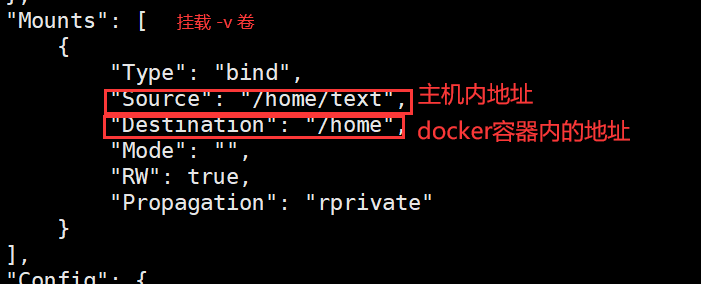 },
"Mounts": [ 挂载 -v 卷
{
"Type": "bind",
"Source": "/home/text", 主机内地址
"Destination": "/home", docker容器内的地址
"Mode": "",
"RW": true,
"Propagation": "rprivate"
}
],
"Config": {